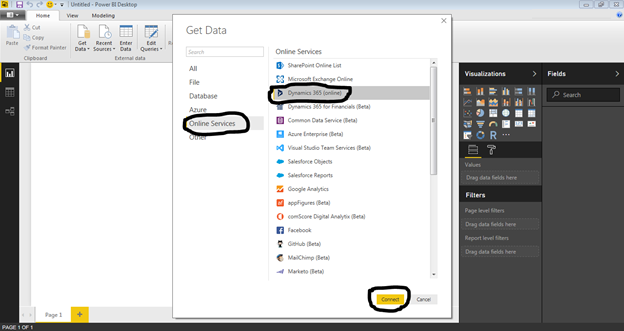 Untitled - Power BI Desktop
Home
View
Modeling
Paste
Cut
Copy
Format Painter
Clipboard
Get
Data
Recent
Sources
Enter
Data
Edit
Queries
External data
Get Data
Search
All
File
Database
Azure
Online Services
Other
Online Services
SharePoint Online List
Microsoft Exchange Online
Dynamics 365 (online)
Dynamics 365 for Financials (Beta)
Common Data Service (Beta)
Azure Enterprise (Beta)
Visual Studio Team Services (Beta)
Salesforce Objects
Salesforce Reports
Google Analytics
appFigures (Beta)
comScore Digital Analytix (Beta)
Facebook
GitHub (Beta)
MailChimp (Beta)
Marketo (Beta)
Connect
Cancel
Visualizations
Values
Drag data fields here
Filters
Page level filters
Drag data fields here
Report level filters
Drag data fields here
Fields
Search
Page 1
PAGE 1 OF 1